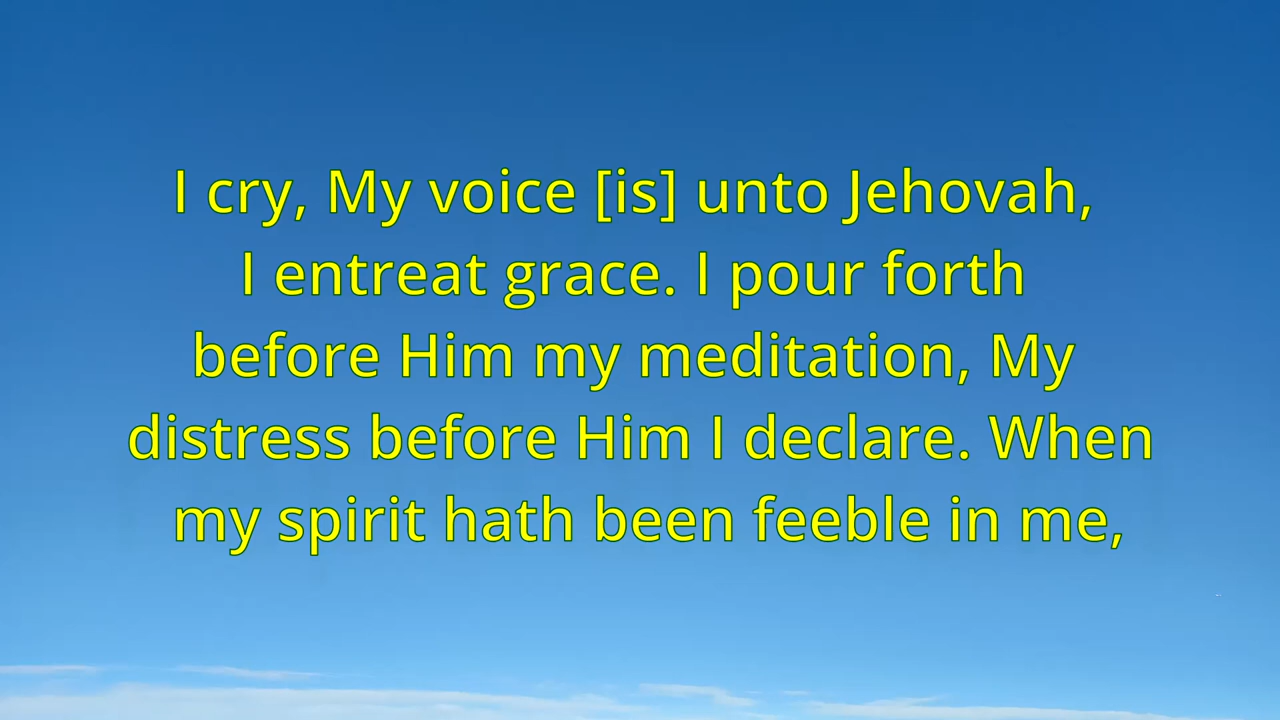 I cry, My voice [is] unto Jehovah,
I entreat grace. I pour forth
before Him my meditation, My
distress before Him I declare. When
my spirit hath been feeble in me,